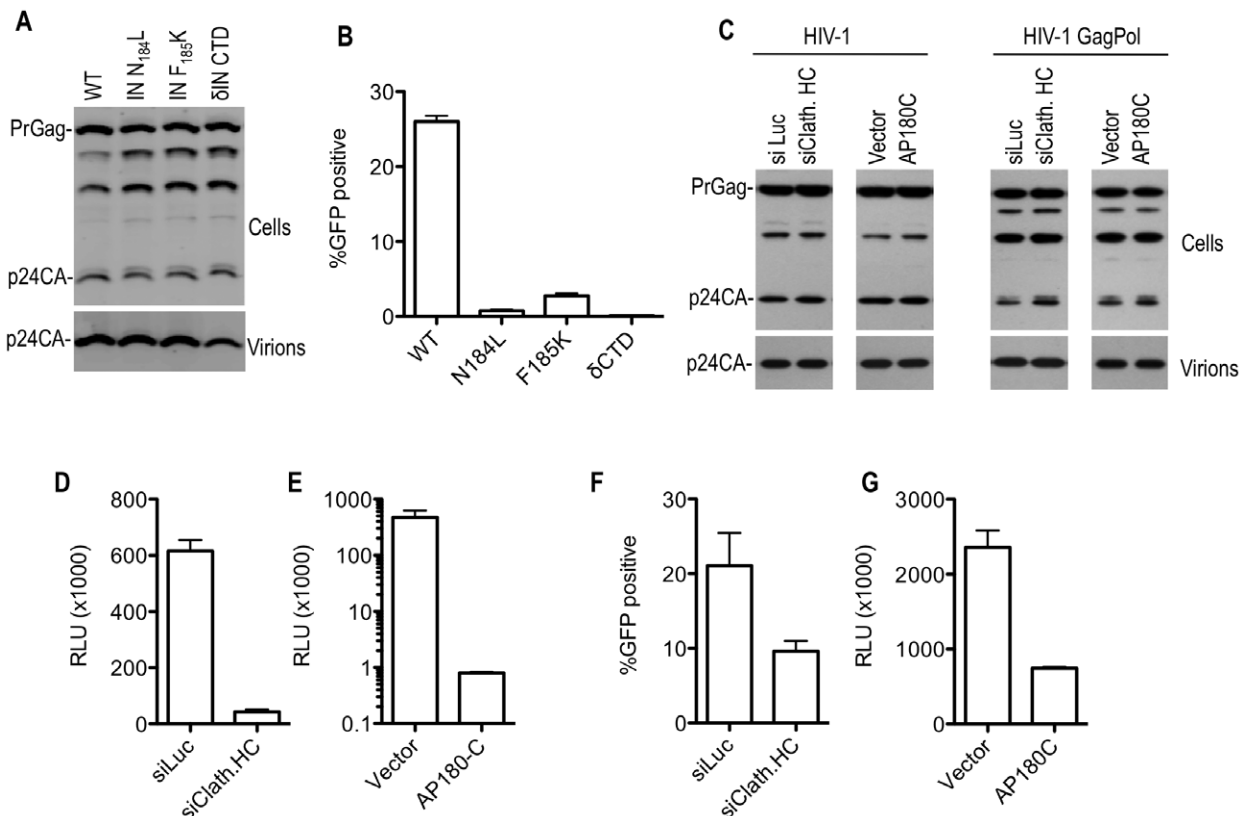 A
WT
IN N184L
IN F185K
δIN CTD
PrGag-
Cells
p24CA-
p24CA-
Virions
B
%GFP positive
30
20
10
0
WT
N184L
F185K
δCTD
C
HIV-1
HIV-1 GagPol
si Luc
siClath. HC
Vector
AP180C
siLuc
siClath. HC
Vector
AP180C
PrGag-
Cells
p24CA-
p24CA-
Virions
D
RLU (x1000)
800
600
400
200
0
siLuc
siClath.HC
E
RLU (x1000)
1000
100
10
1
0.1
Vector
AP180-C
F
%GFP positive
30
20
10
0
siLuc
siClath.HC
G
RLU (x1000)
3000
2000
1000
0
Vector
AP180C